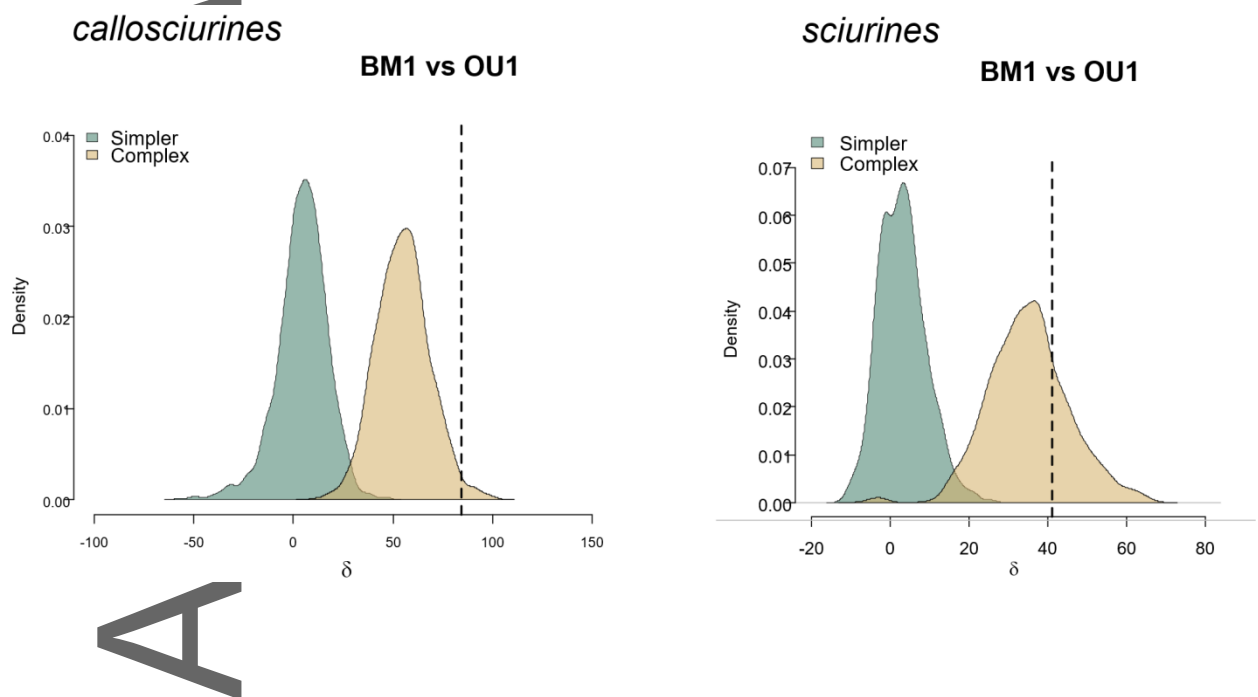 callosciurines
BM1 vs OU1
Simpler
Complex
0.04
0.03
0.02
0.01
0.00
Density
-100 -50 0 50 100 150
δ
sciurines
BM1 vs OU1
Simpler
Complex
0.07
0.06
0.05
0.04
0.03
0.02
0.01
0.00
Density
-20 0 20 40 60 80
δ
A